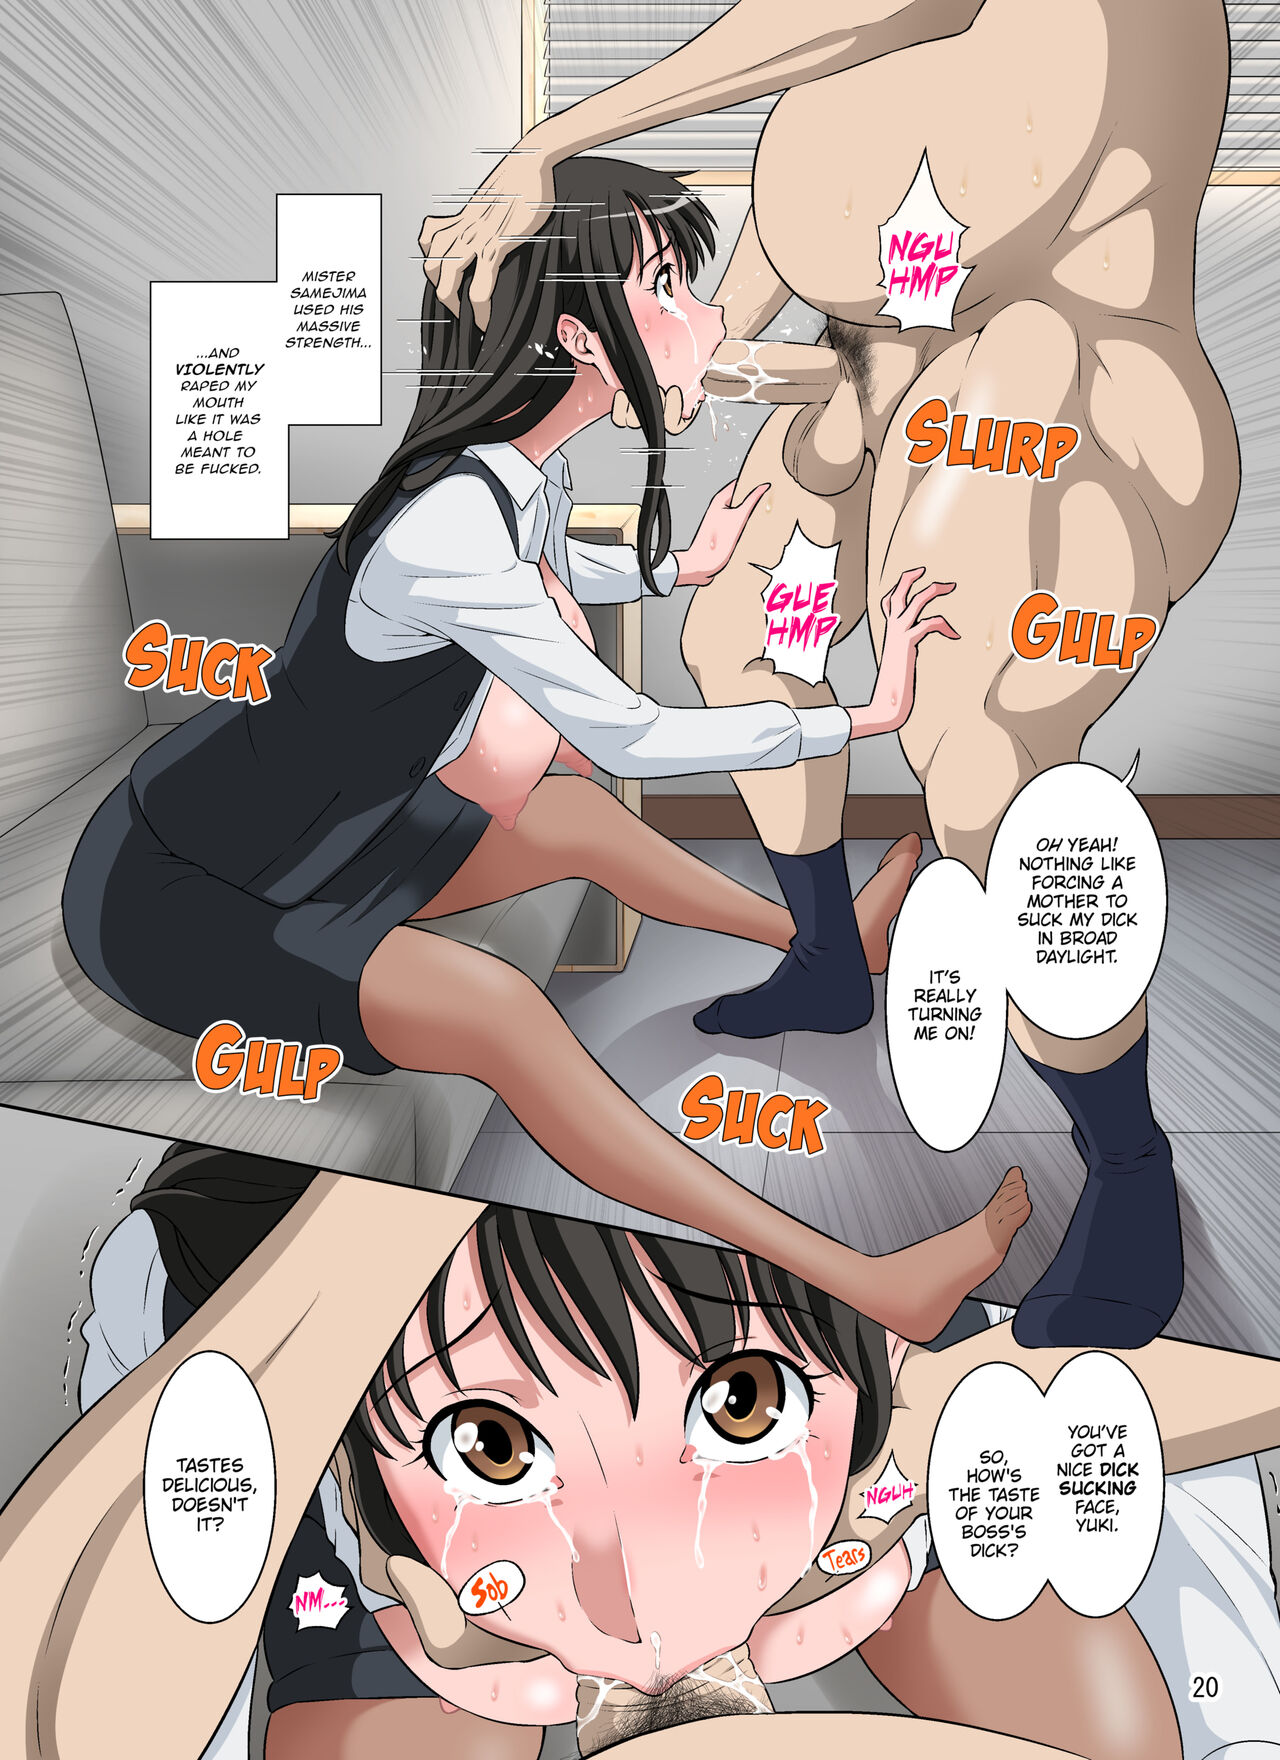 MISTER
SAMEJIMA
USED HIS
MASSIVE
STRENGTH...
...AND
VIOLENTLY
RAPED MY
MOUTH
LIKE IT WAS
A HOLE
MEANT TO
BE FUCKED.
NGU
HMP
SLURP
GUE
HMP
GULP
SUCK
OH YEAH!
NOTHING LIKE
FORCING A
MOTHER TO
SUCK MY DICK
IN BROAD
DAYLIGHT.
IT'S
REALLY
TURNING
ME ON!
GULP
SUCK
YOU'VE
GOT A
NICE DICK
SUCKING
FACE,
YUKI.
SO,
HOW'S
THE TASTE
OF YOUR
BOSS'S
DICK?
NGUH
Tears
Sob
TASTES
DELICIOUS,
DOESN'T
IT?
NM...
20